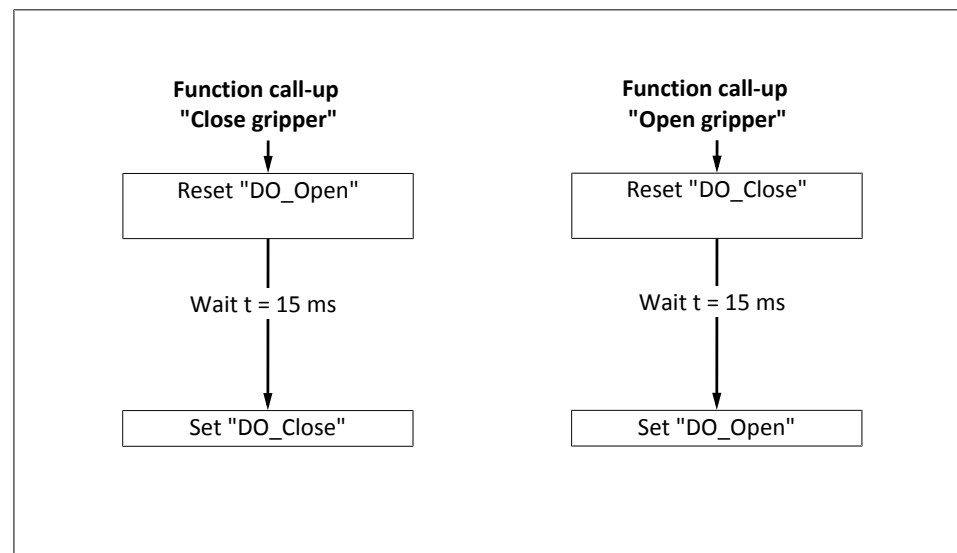 Function call-up
"Close gripper"
Reset "DO_Open"
Wait t = 15 ms
Set "DO_Close"
Function call-up
"Open gripper"
Reset "DO_Close"
Wait t = 15 ms
Set "DO_Open"